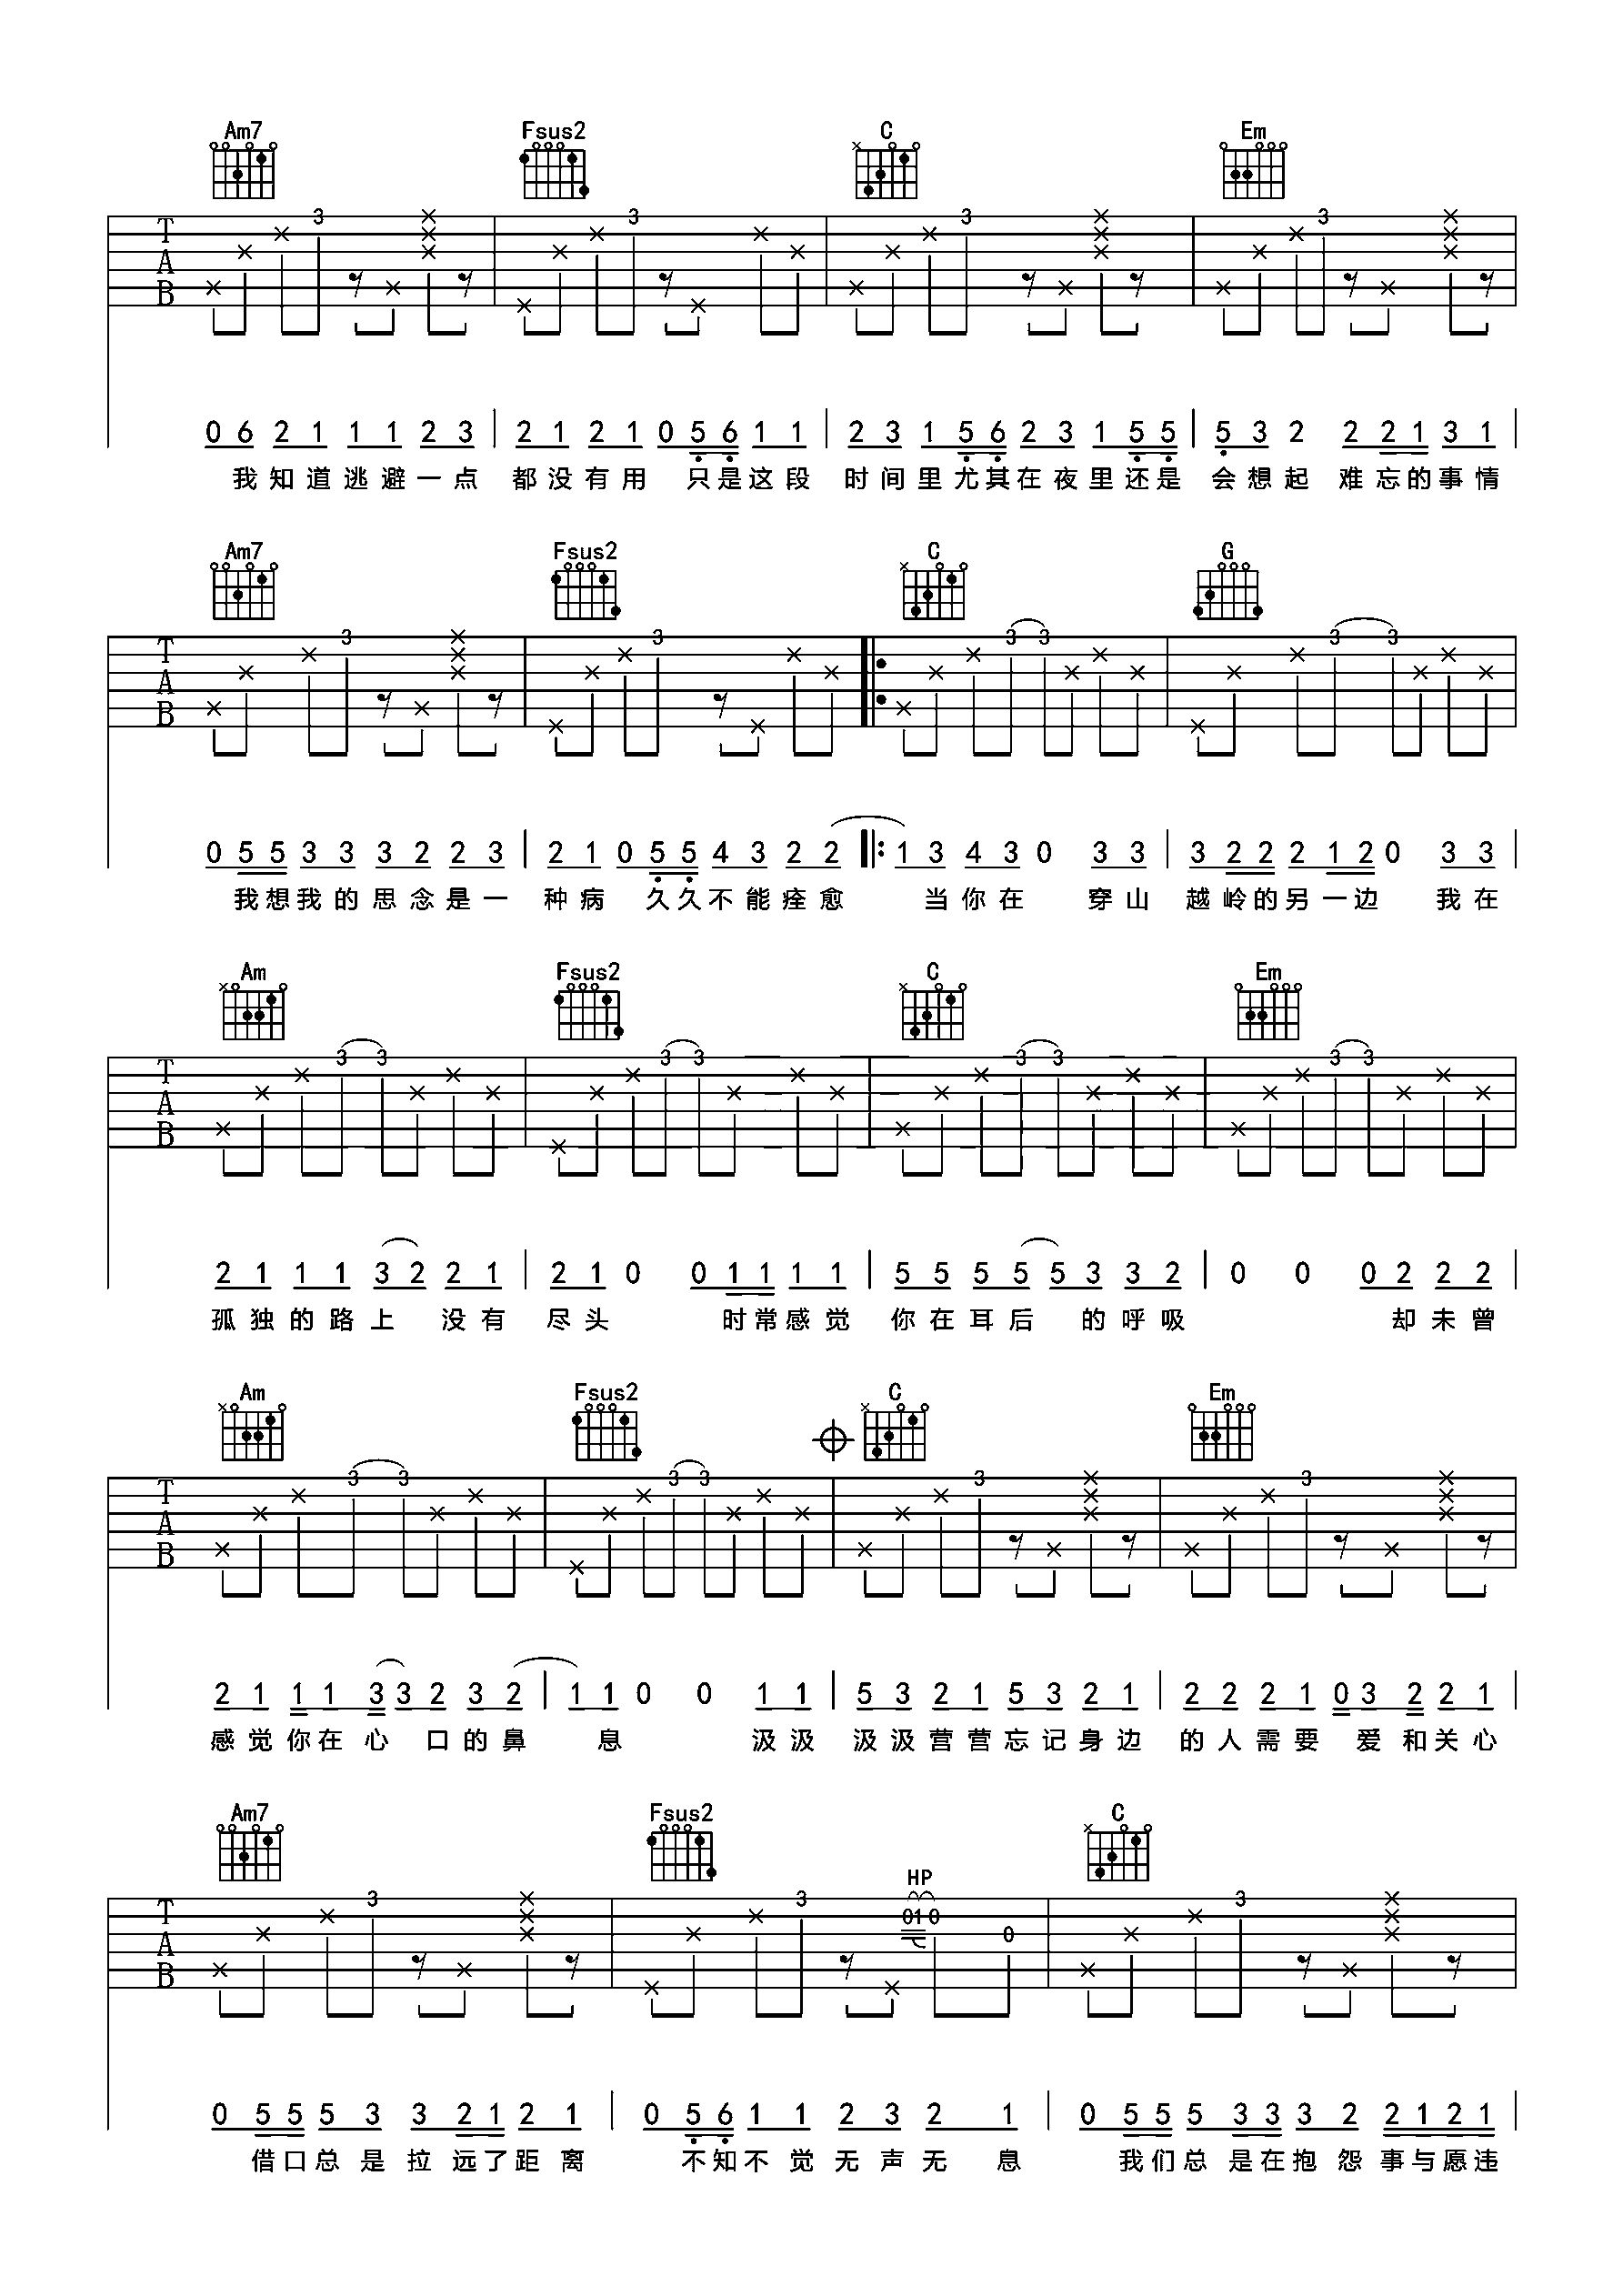 Am7 Fsus2 C Em
3 3 3 3
T A B
0 6 2 1 1 1 2 3 2 1 2 1 0 5 6 1 1 2 3 1 5 6 2 3 1 5 5 5 3 2 2 2 1 3 1
我知道逃避一点 都没有用 只是这段 时间里尤其在夜里还是 会想起 难忘的事情
Am7 Fsus2 C G
3 3 3 3 3 3
T A B
0 5 5 3 3 3 2 2 3 2 1 0 5 5 4 3 2 2 1 3 4 3 0 3 3 3 2 2 2 1 2 0 3 3
我想我的思念是一 种病 久久不能痊愈 当你在 穿山 越岭的另一边 我在
Am Fsus2 C Em
3 3 3 3 3 3 3 3
T A B
2 1 1 1 3 2 2 1 2 1 0 0 1 1 1 1 5 5 5 5 5 3 3 2 0 0 0 2 2 2
孤独的路上 没有 尽头 时常感觉 你在耳后 的呼吸 却未曾
Am Fsus2 C Em
3 3 3 3 3 3
T A B
2 1 1 1 3 3 2 3 2 1 1 0 0 1 1 5 3 2 1 5 3 2 1 2 2 2 1 0 3 2 2 1
感觉你在心 口的鼻 息 汲汲 汲汲营营忘记身边 的人需要 爱和关心
Am7 Fsus2 C
HP
3 3 0 1 0 0 3
T A B
0 5 5 5 3 3 2 1 2 1 0 5 6 1 1 2 3 2 1 0 5 5 5 3 3 3 2 2 1 2 1
借口总是拉远了距离 不知不觉无声无息 我们总是在抱怨事与愿违